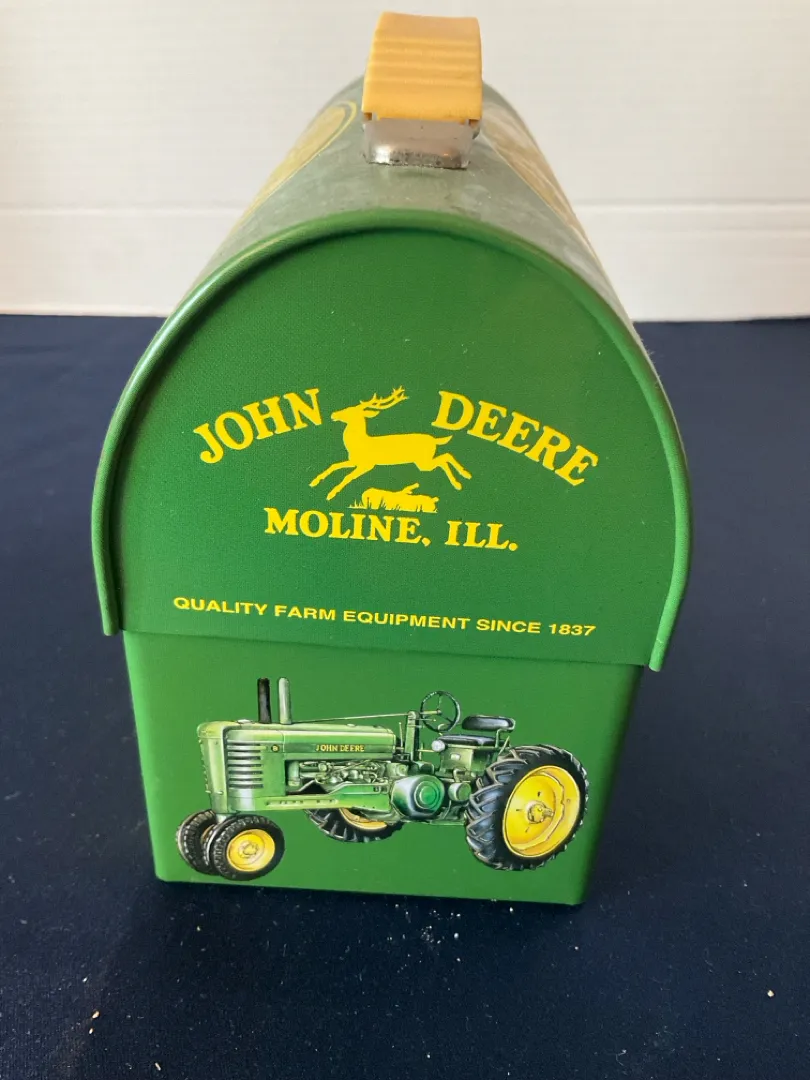 JOHN DEERE
MOLINE, ILL.
QUALITY FARM EQUIPMENT SINCE 1837
JOHN DEERE